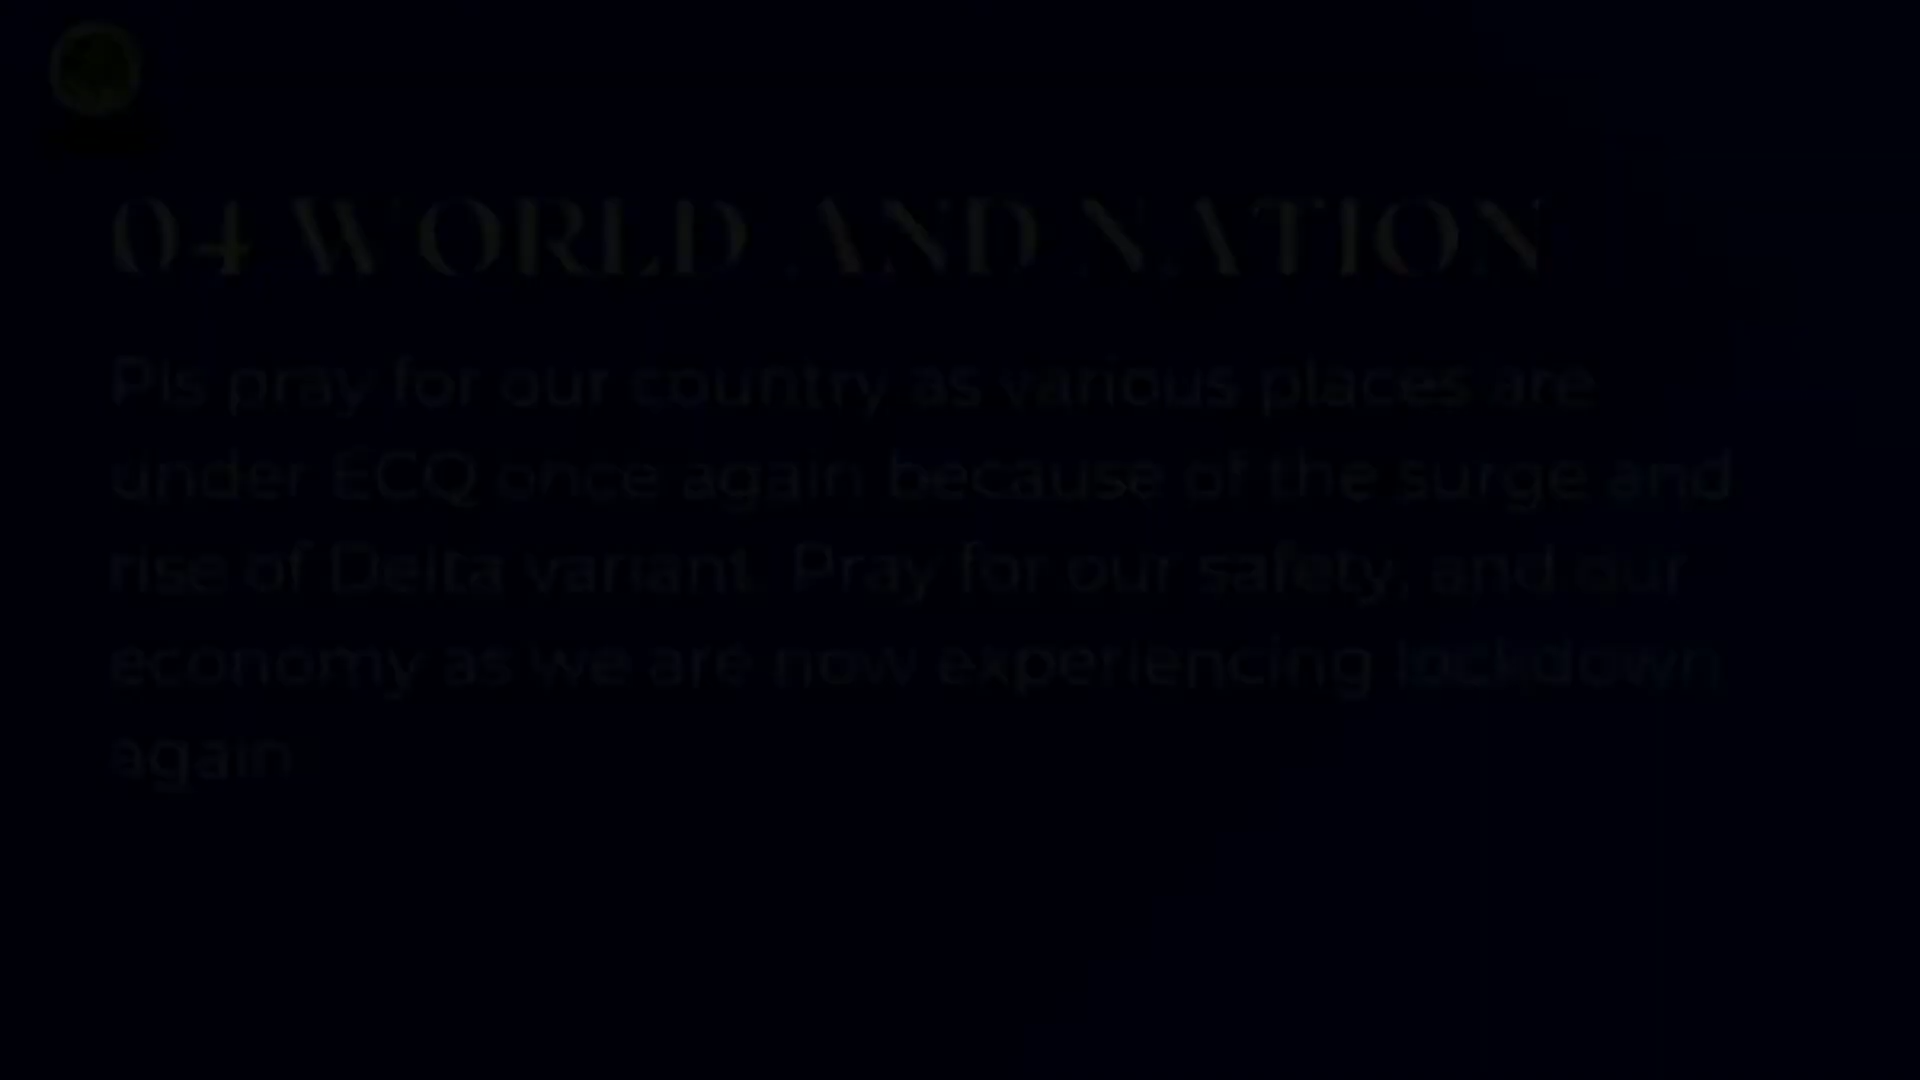 04 WORLD AND NATION
Pls pray for our country as various places are
under ECQ once again because of the surge and
rise of Delta variant. Pray for our safety, and our
economy as we are now experiencing lockdown
again